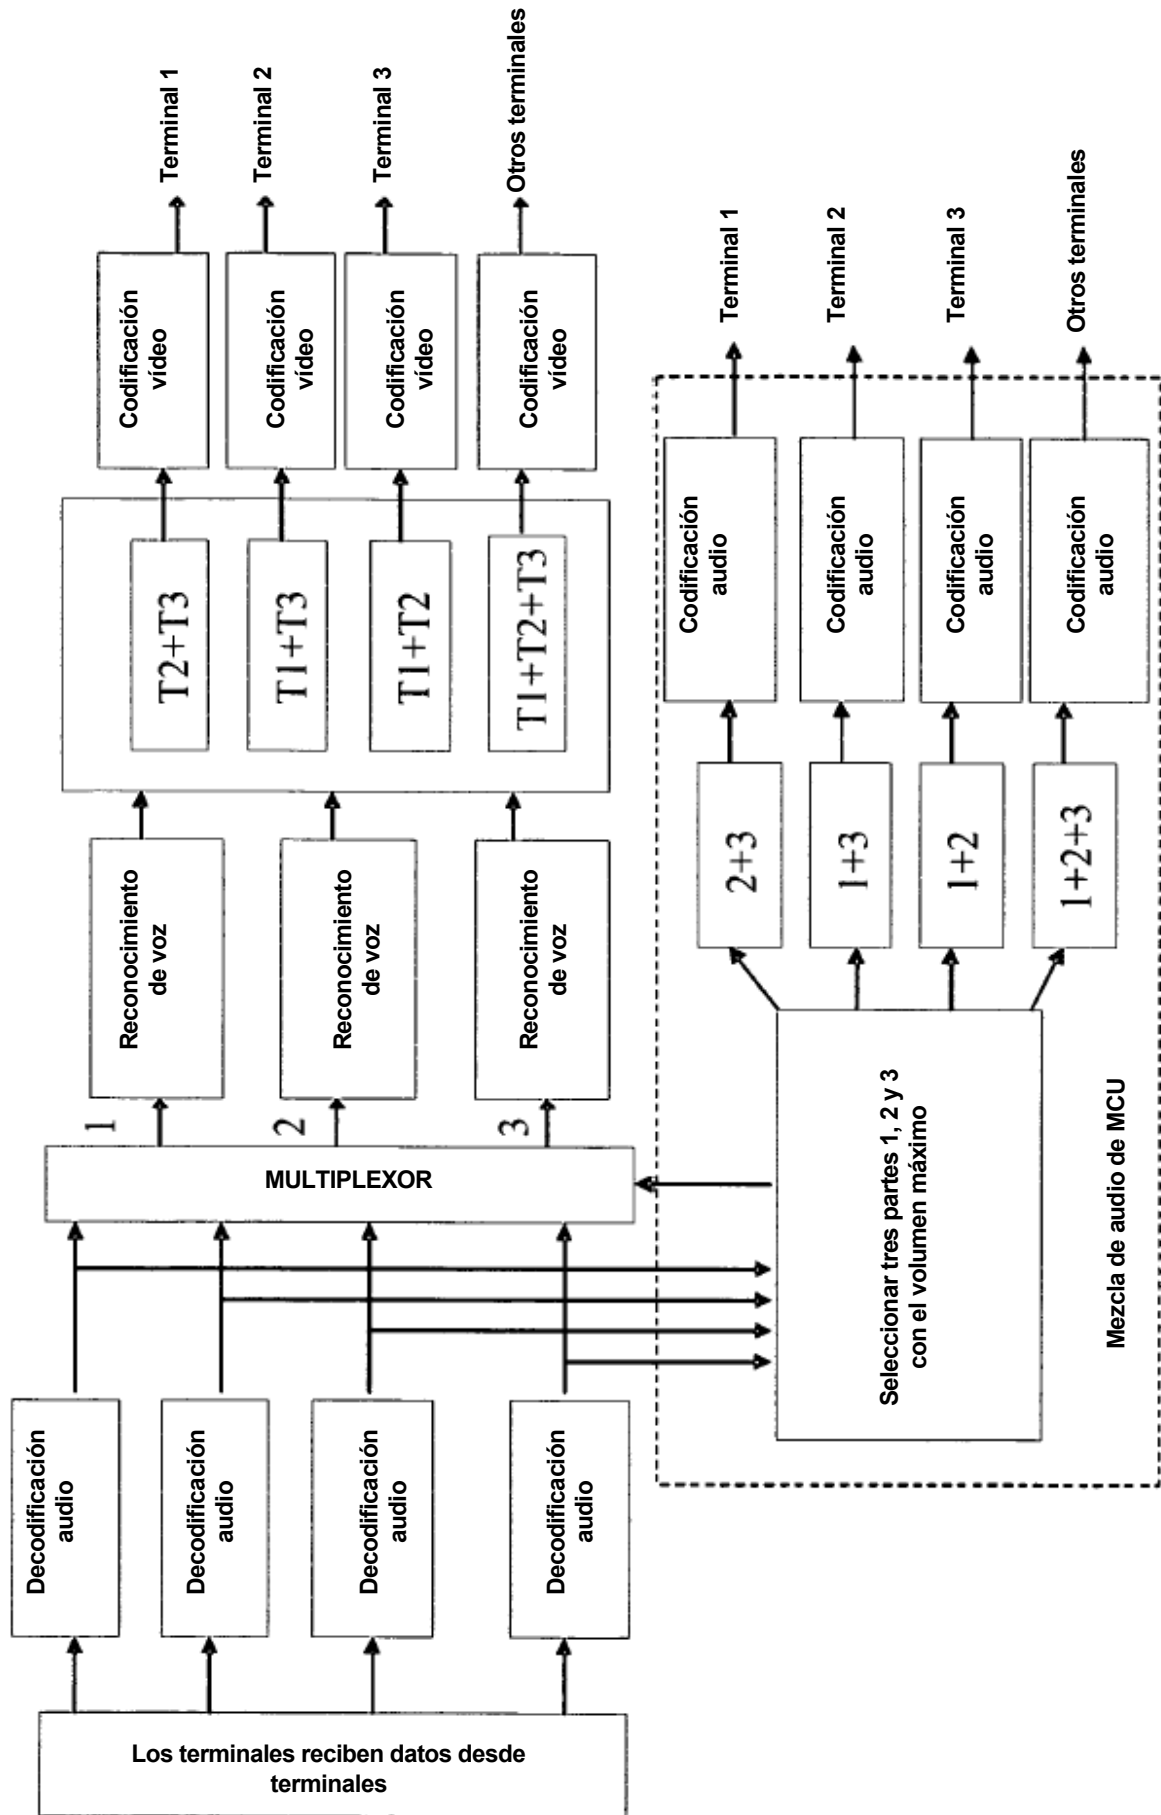 Terminal 1
Terminal 2
Terminal 3
Otros terminales
Codificación
vídeo
Codificación
vídeo
Codificación
vídeo
Codificación
vídeo
T2+T3
T1+T3
T1+T2
T1+T2+T3
Reconocimiento
de voz
Reconocimiento
de voz
Reconocimiento
de voz
1
2
3
MULTIPLEXOR
Decodificación
audio
Decodificación
audio
Decodificación
audio
Decodificación
audio
Los terminales reciben datos desde
terminales
Terminal 1
Terminal 2
Terminal 3
Otros terminales
Codificación
audio
Codificación
audio
Codificación
audio
Codificación
audio
2+3
1+3
1+2
1+2+3
Seleccionar tres partes 1, 2 y 3
con el volumen máximo
Mezcla de audio de MCU